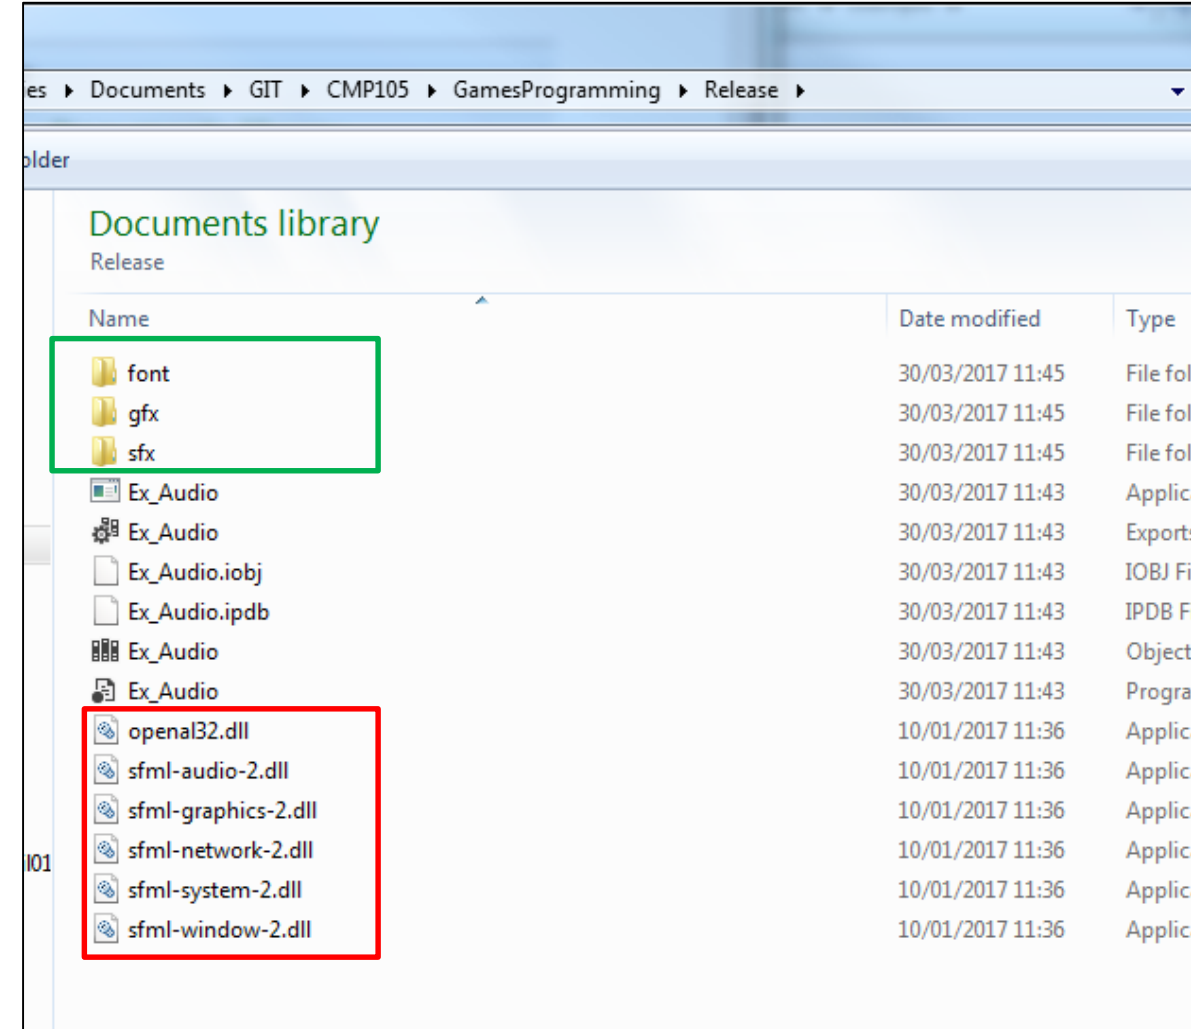 es ▸ Documents ▸ GIT ▸ CMP105 ▸ GamesProgramming ▸ Release ▸
older
Documents library
Release
Name Date modified Type
font 30/03/2017 11:45 File fol
gfx 30/03/2017 11:45 File fol
sfx 30/03/2017 11:45 File fol
Ex_Audio 30/03/2017 11:43 Applic
Ex_Audio 30/03/2017 11:43 Exports
Ex_Audio.iobj 30/03/2017 11:43 IOBJ Fi
Ex_Audio.ipdb 30/03/2017 11:43 IPDB F
Ex_Audio 30/03/2017 11:43 Object
Ex_Audio 30/03/2017 11:43 Progra
openal32.dll 10/01/2017 11:36 Applic
sfml-audio-2.dll 10/01/2017 11:36 Applic
sfml-graphics-2.dll 10/01/2017 11:36 Applic
sfml-network-2.dll 10/01/2017 11:36 Applic
sfml-system-2.dll 10/01/2017 11:36 Applic
sfml-window-2.dll 10/01/2017 11:36 Applic